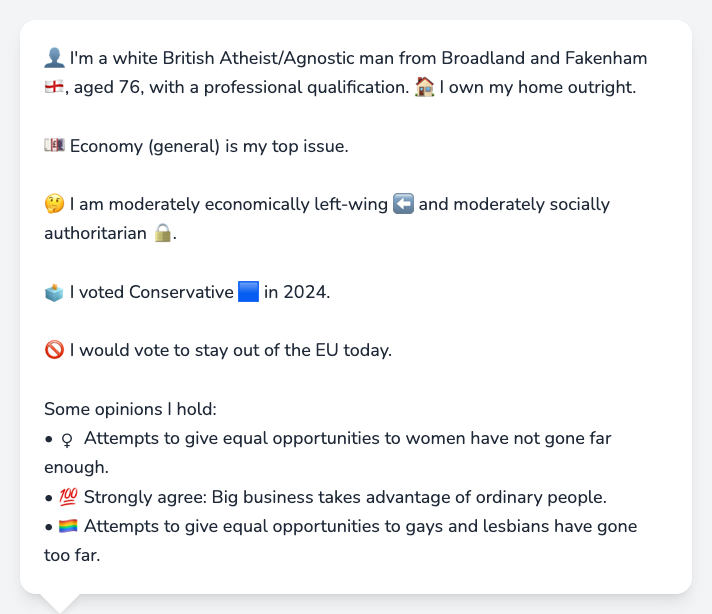 👤 I'm a white British Atheist/Agnostic man from Broadland and Fakenham
🏴󠁧󠁢󠁥󠁮󠁧󠁿, aged 76, with a professional qualification. 🏠 I own my home outright.
💷 Economy (general) is my top issue.
🤔 I am moderately economically left-wing ⬅️ and moderately socially
authoritarian 🔒.
🗳️ I voted Conservative 🟦 in 2024.
🚫 I would vote to stay out of the EU today.
Some opinions I hold:
• ♀ Attempts to give equal opportunities to women have not gone far
enough.
• 💯 Strongly agree: Big business takes advantage of ordinary people.
• 🏳️‍🌈 Attempts to give equal opportunities to gays and lesbians have gone
too far.